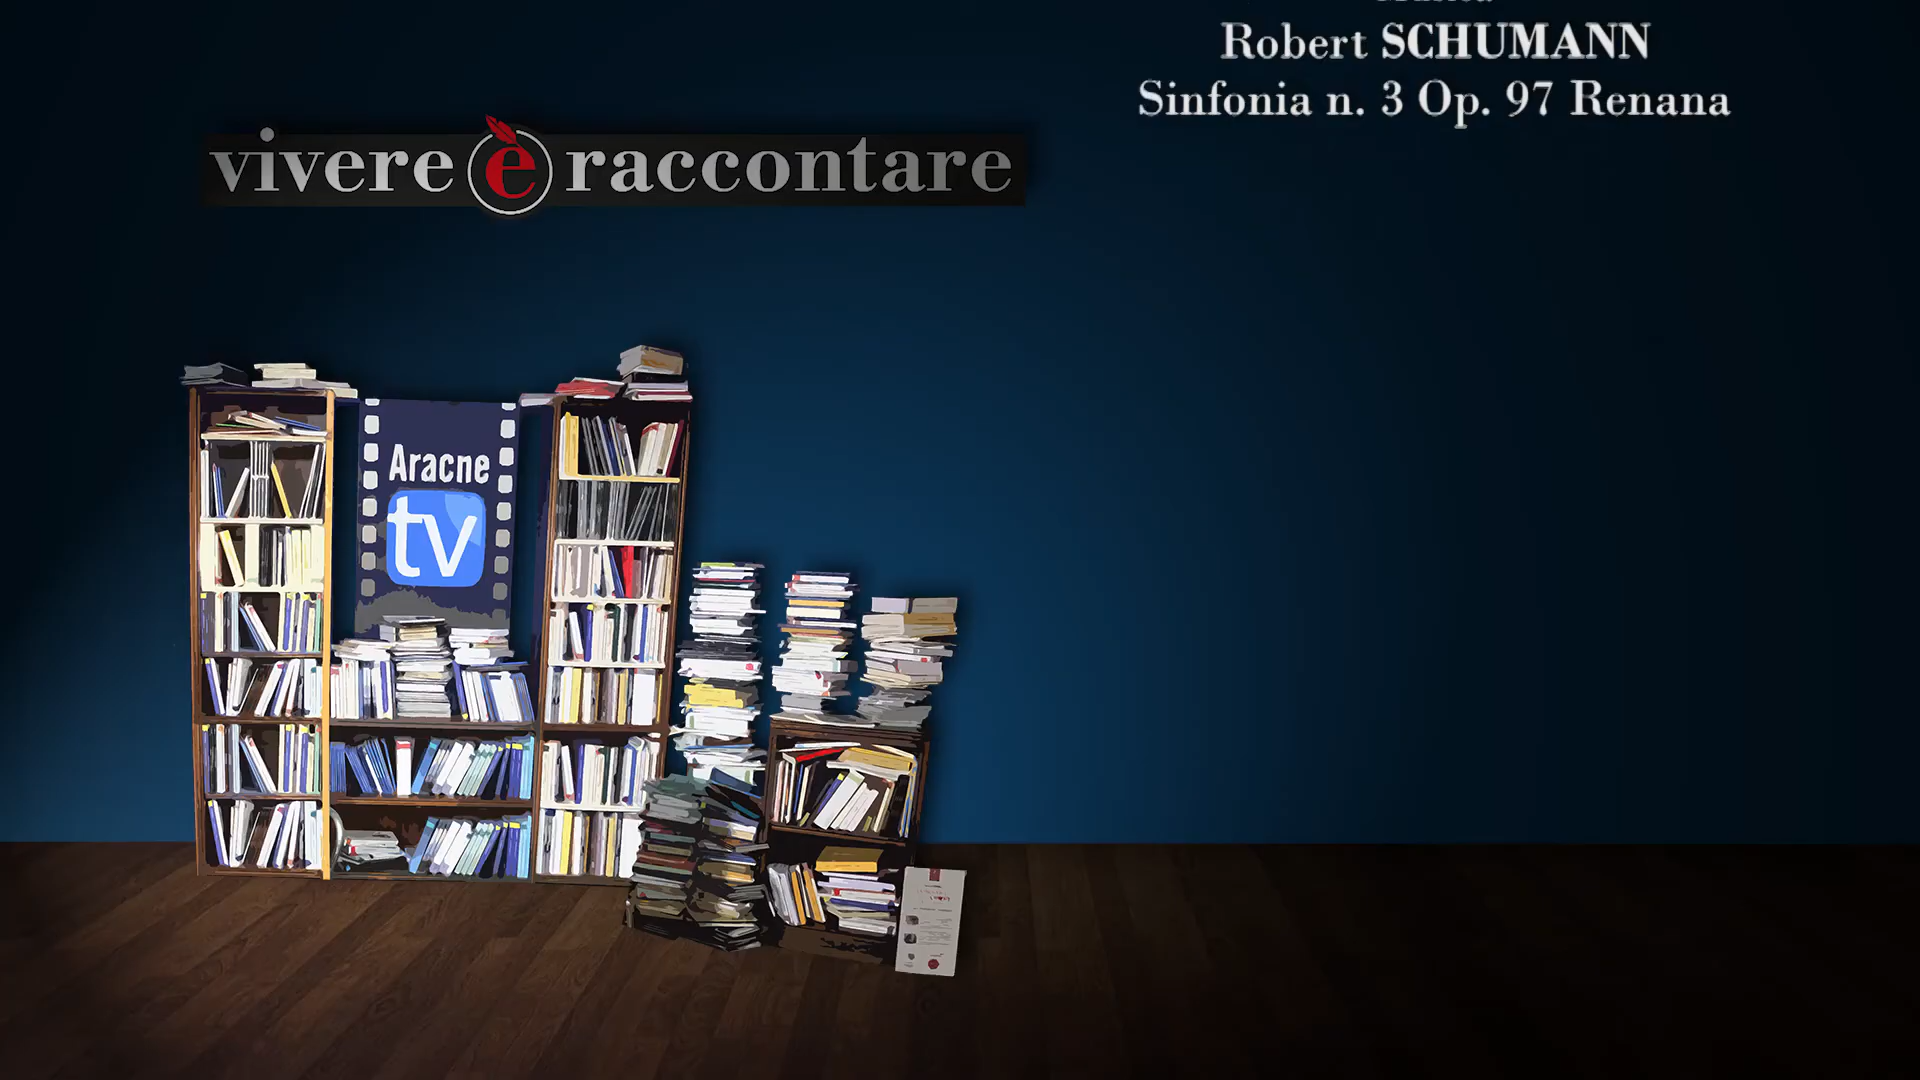 Robert SCHUMANN
Sinfonia n. 3 Op. 97 Renana
vivere è raccontare
Aracne
tv